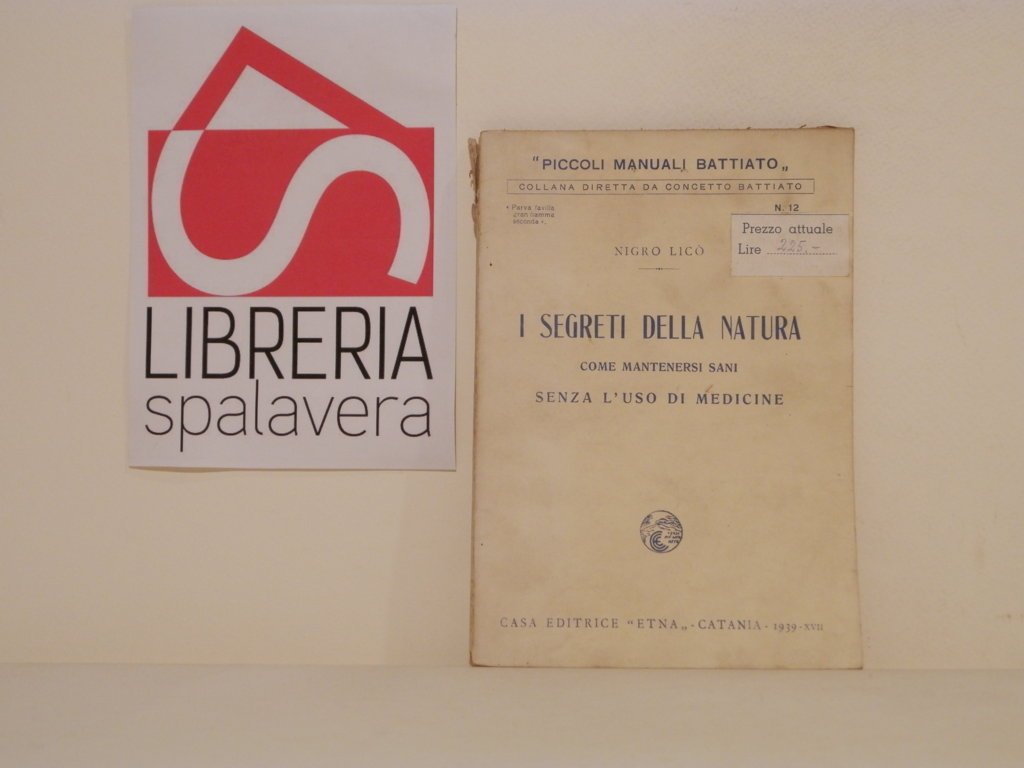 LIBRERIA
spalavera
"PICCOLI MANUALI BATTIATO„
COLLANA DIRETTA DA CONCETTO BATTIATO
« Parva favilla
gran fiamma
seconda ».
N. 12
Prezzo attuale
Lire 225.-
NIGRO LICÒ
I SEGRETI DELLA NATURA
COME MANTENERSI SANI
SENZA L'USO DI MEDICINE
CASA EDITRICE "ETNA„ - CATANIA - 1939-XVII